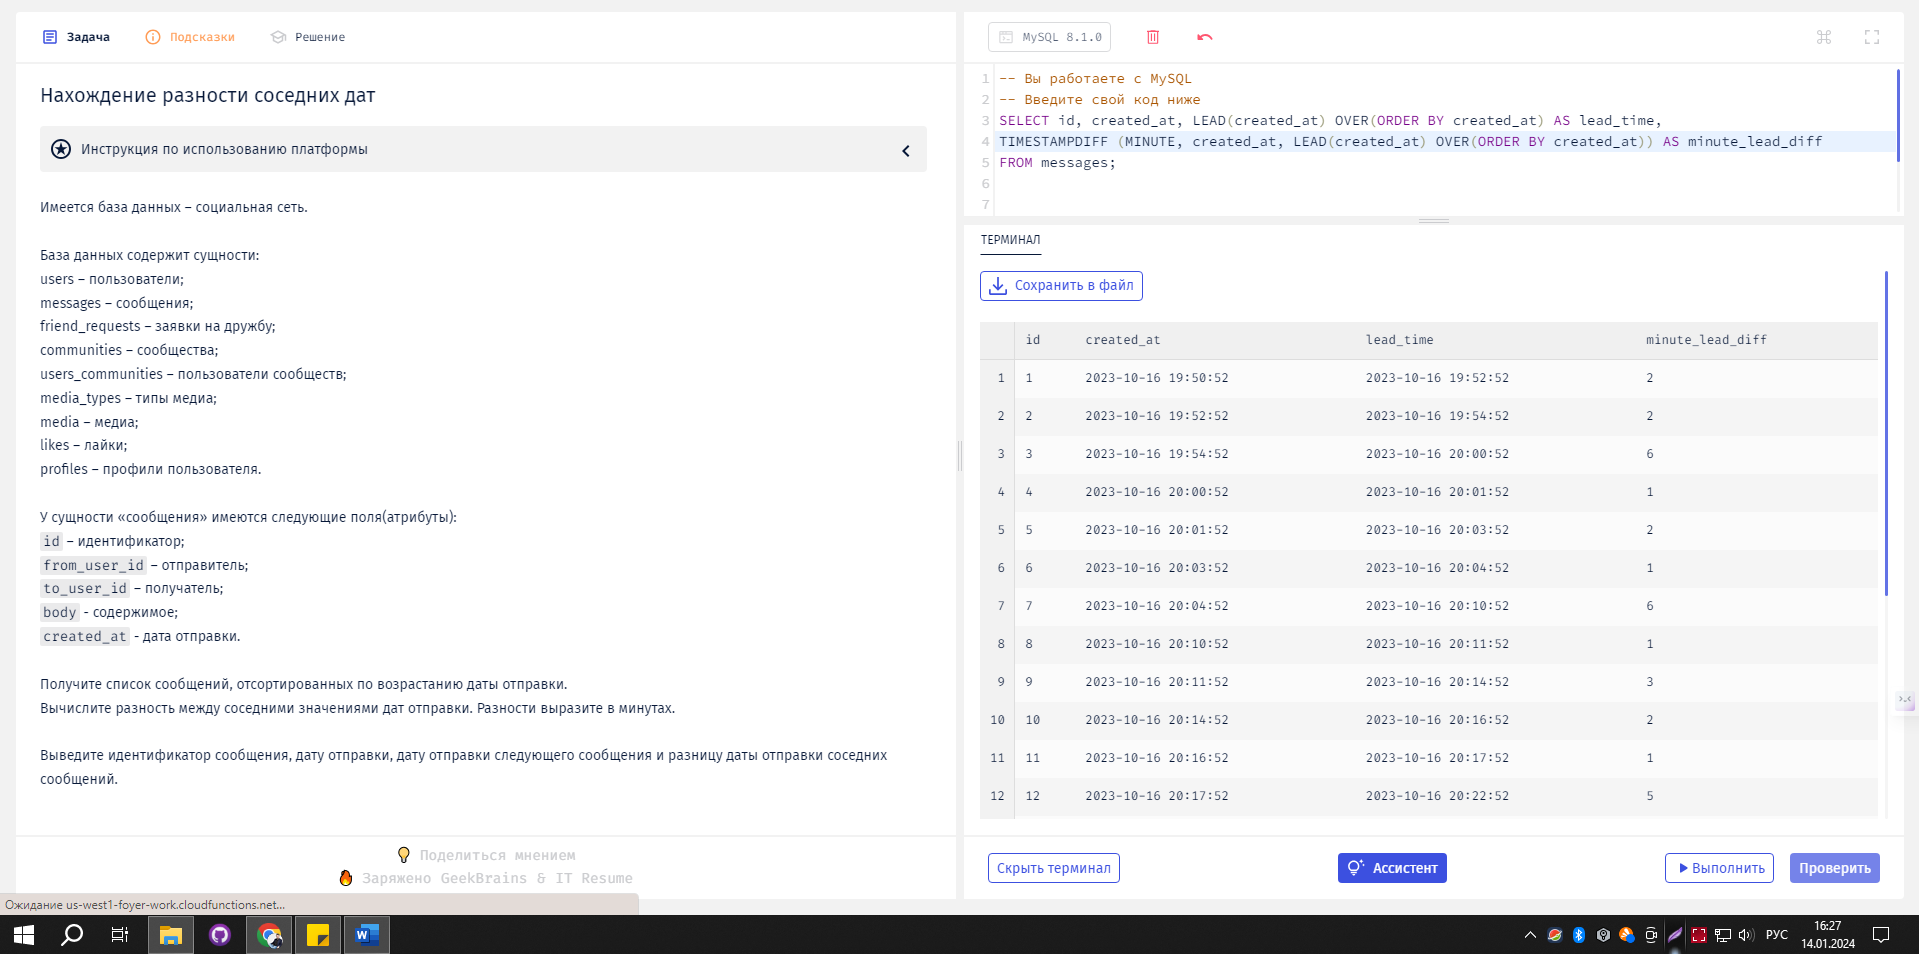 Задача
Подсказки
Решение
Нахождение разности соседних дат
Инструкция по использованию платформы
Имеется база данных – социальная сеть.
База данных содержит сущности:
users – пользователи;
messages – сообщения;
friend_requests – заявки на дружбу;
communities – сообщества;
users_communities – пользователи сообществ;
media_types – типы медиа;
media – медиа;
likes – лайки;
profiles – профили пользователя.
У сущности «сообщения» имеются следующие поля(атрибуты):
id – идентификатор;
from_user_id – отправитель;
to_user_id – получатель;
body - содержимое;
created_at - дата отправки.
Получите список сообщений, отсортированных по возрастанию даты отправки.
Вычислите разность между соседними значениями дат отправки. Разности выразите в минутах.
Выведите идентификатор сообщения, дату отправки, дату отправки следующего сообщения и разницу даты отправки соседних
сообщений.
Поделиться мнением
Заряжено GeekBrains & IT Resume
Ожидание us-west1-foyer-work.cloudfunctions.net...
MySQL 8.1.0
1 -- Вы работаете с MySQL
2 -- Введите свой код ниже
3 SELECT id, created_at, LEAD(created_at) OVER(ORDER BY created_at) AS lead_time,
4 TIMESTAMPDIFF (MINUTE, created_at, LEAD(created_at) OVER(ORDER BY created_at)) AS minute_lead_diff
5 FROM messages;
6
7
ТЕРМИНАЛ
Сохранить в файл
id created_at lead_time minute_lead_diff
1 1 2023-10-16 19:50:52 2023-10-16 19:52:52 2
2 2 2023-10-16 19:52:52 2023-10-16 19:54:52 2
3 3 2023-10-16 19:54:52 2023-10-16 20:00:52 6
4 4 2023-10-16 20:00:52 2023-10-16 20:01:52 1
5 5 2023-10-16 20:01:52 2023-10-16 20:03:52 2
6 6 2023-10-16 20:03:52 2023-10-16 20:04:52 1
7 7 2023-10-16 20:04:52 2023-10-16 20:10:52 6
8 8 2023-10-16 20:10:52 2023-10-16 20:11:52 1
9 9 2023-10-16 20:11:52 2023-10-16 20:14:52 3
10 10 2023-10-16 20:14:52 2023-10-16 20:16:52 2
11 11 2023-10-16 20:16:52 2023-10-16 20:17:52 1
12 12 2023-10-16 20:17:52 2023-10-16 20:22:52 5
Скрыть терминал
Ассистент
Выполнить
Проверить
РУС
16:27
14.01.2024